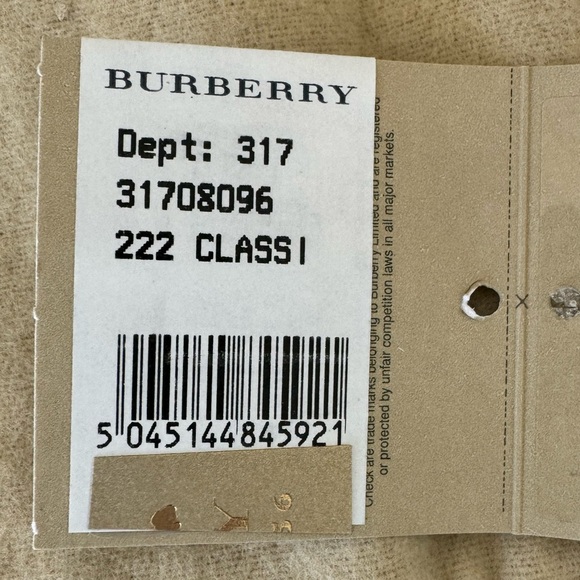 BURBERRY
Dept: 317
31708096
222 CLASSI
5 045144 845921
Check are trade marks belonging to Burberry Limited and are registered
or protected by unfair competition laws in all major markets.